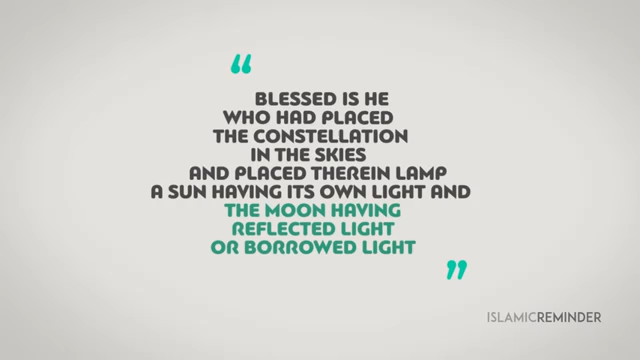 “
BLESSED IS HE
WHO HAD PLACED
THE CONSTELLATION
IN THE SKIES
AND PLACED THEREIN LAMP
A SUN HAVING ITS OWN LIGHT AND
THE MOON HAVING
REFLECTED LIGHT
OR BORROWED LIGHT
”
ISLAMICREMINDER